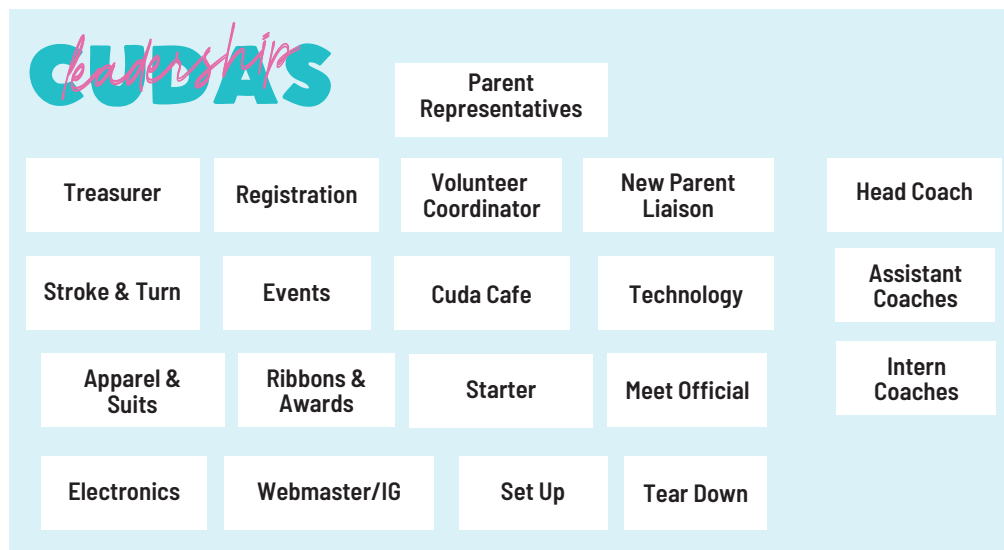 CUDAS
leadership
Parent
Representatives
Treasurer
Registration
Volunteer
Coordinator
New Parent
Liaison
Head Coach
Stroke & Turn
Events
Cuda Cafe
Technology
Assistant
Coaches
Apparel &
Suits
Ribbons &
Awards
Starter
Meet Official
Intern
Coaches
Electronics
Webmaster/IG
Set Up
Tear Down